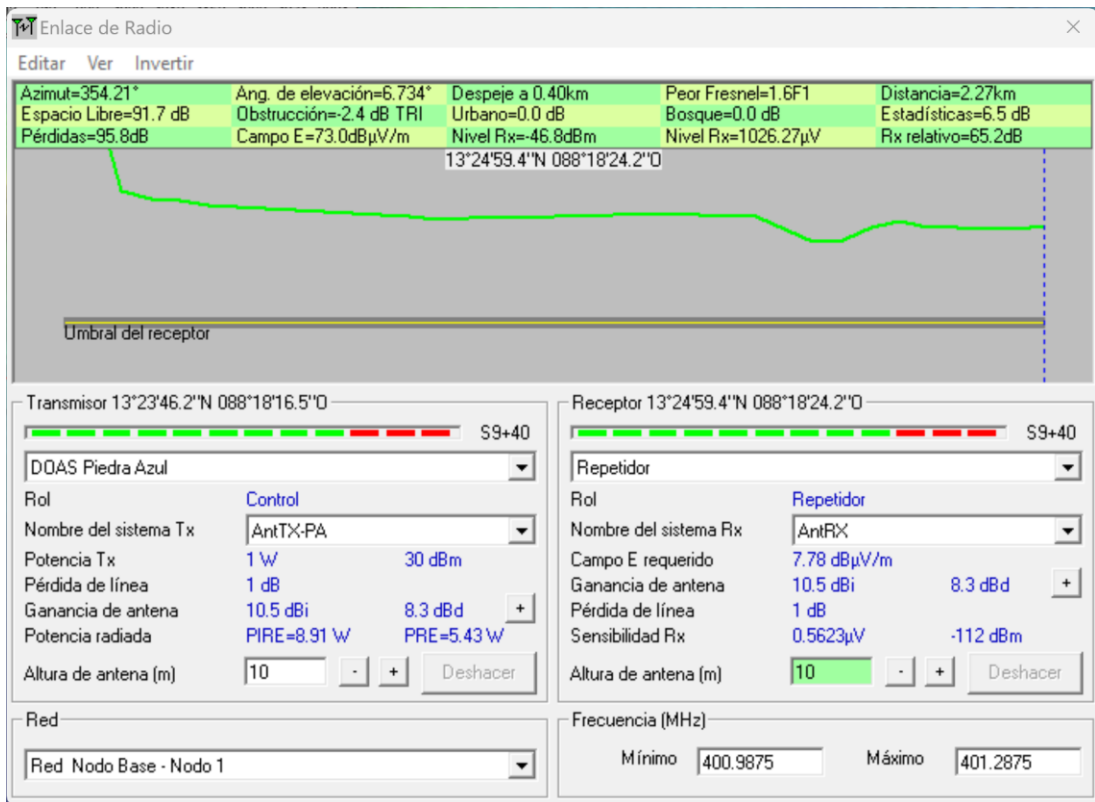 Enlace de Radio
Editar Ver Invertir
Azimut=354.21° Ang. de elevación=6.734° Despeje a 0.40km Peor Fresnel=1.6F1 Distancia=2.27km
Espacio Libre=91.7 dB Obstrucción=-2.4 dB TRI Urbano=0.0 dB Bosque=0.0 dB Estadísticas=6.5 dB
Pérdidas=95.8dB Campo E=73.0dBµV/m Nivel Rx=-46.8dBm Nivel Rx=1026.27µV Rx relativo=65.2dB
13°24'59.4''N 088°18'24.2''O
Umbral del receptor
Transmisor 13°23'46.2''N 088°18'16.5''O
S9+40
DOAS Piedra Azul
Rol Control
Nombre del sistema Tx AntTX-PA
Potencia Tx 1 W 30 dBm
Pérdida de línea 1 dB
Ganancia de antena 10.5 dBi 8.3 dBd +
Potencia radiada PIRE=8.91 W PRE=5.43 W
Altura de antena (m) 10 - + Deshacer
Receptor 13°24'59.4''N 088°18'24.2''O
S9+40
Repetidor
Rol Repetidor
Nombre del sistema Rx AntRX
Campo E requerido 7.78 dBµV/m
Ganancia de antena 10.5 dBi 8.3 dBd +
Pérdida de línea 1 dB
Sensibilidad Rx 0.5623µV -112 dBm
Altura de antena (m) 10 - + Deshacer
Red
Red Nodo Base - Nodo 1
Frecuencia (MHz)
Mínimo 400.9875 Máximo 401.2875